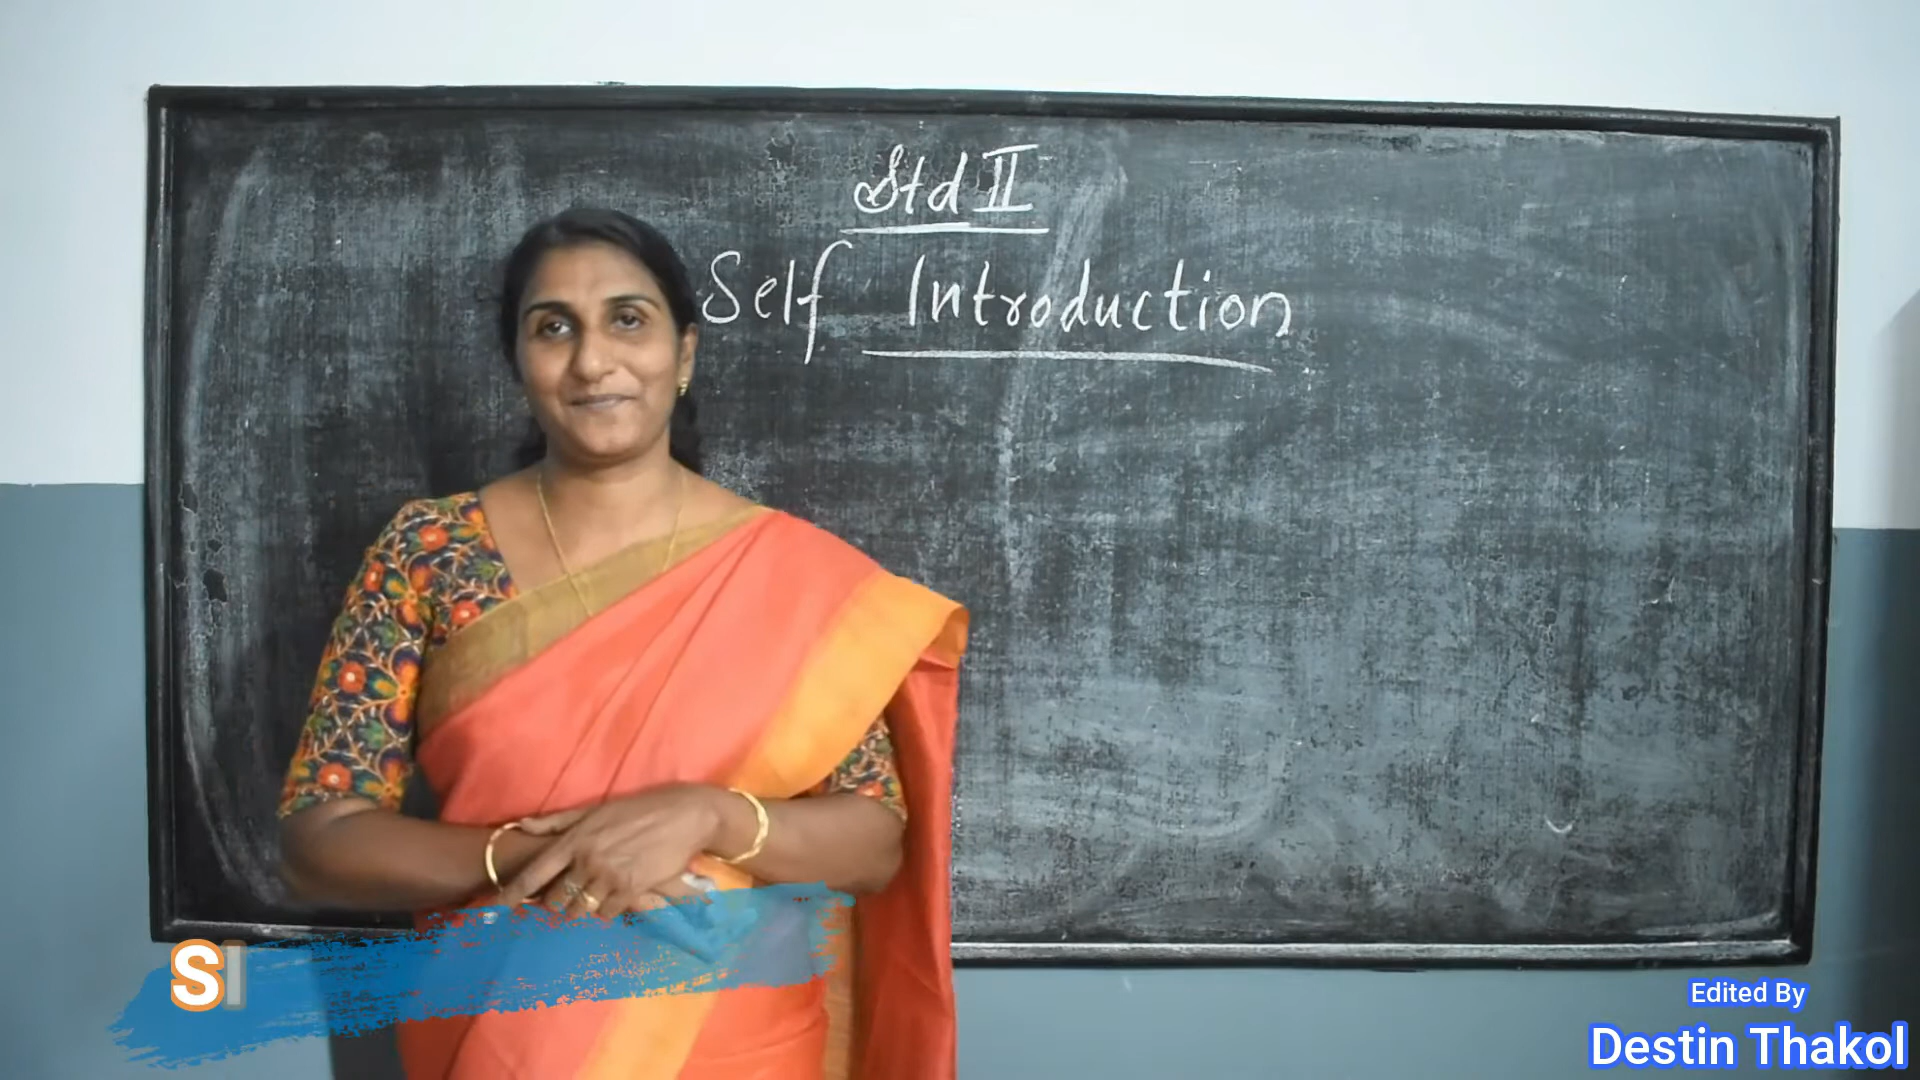 Std II
Self Introduction
SI
Edited By
Destin Thakol